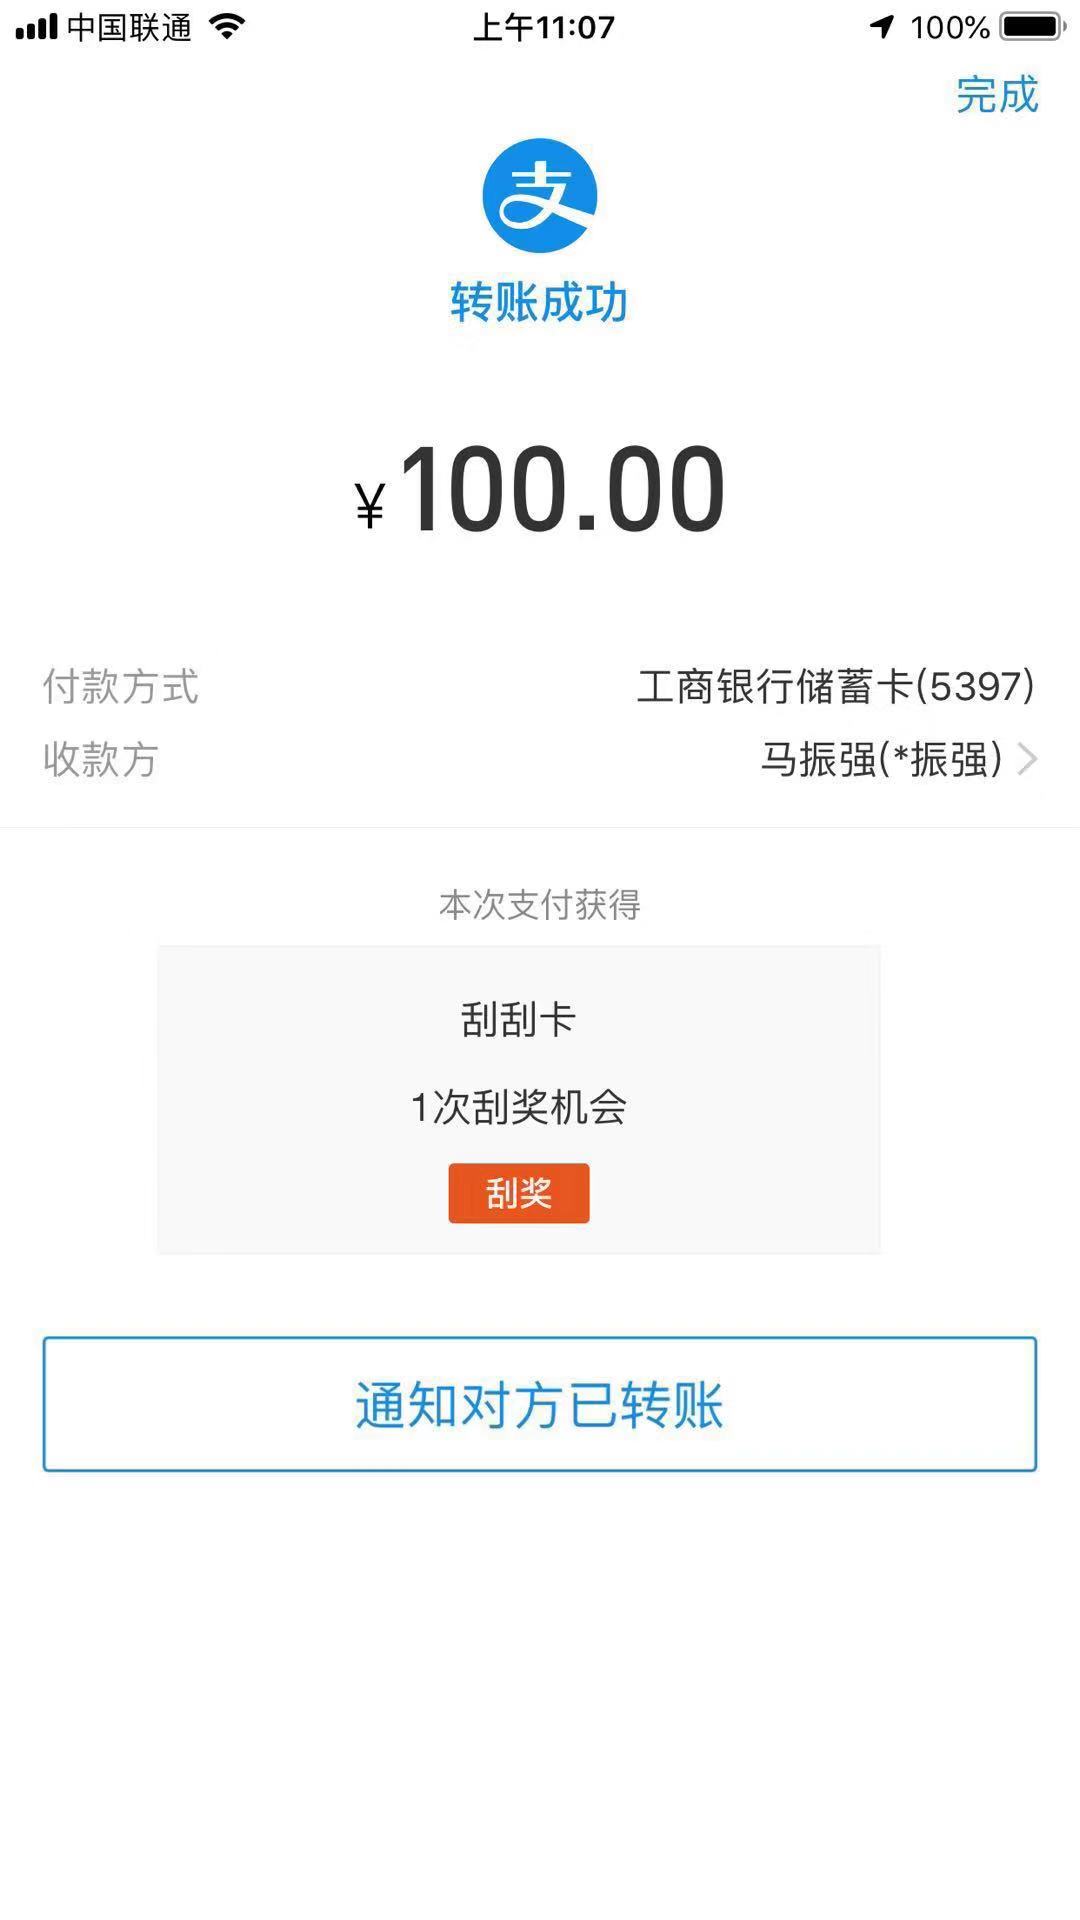 中国联通 上午11:07 100%
完成
支
转账成功
¥100.00
付款方式 工商银行储蓄卡(5397)
收款方 马振强(*振强)
本次支付获得
刮刮卡
1次刮奖机会
刮奖
通知对方已转账